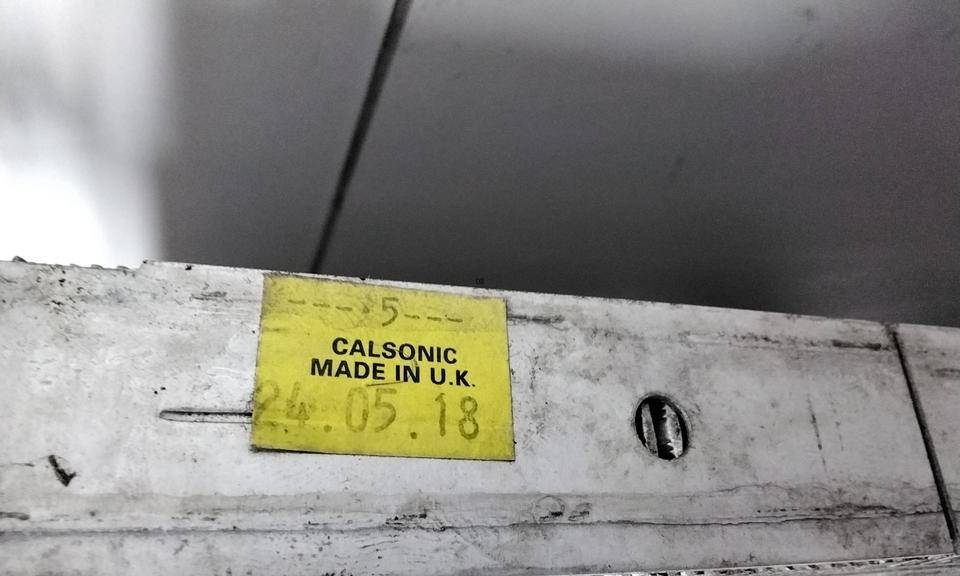 ----5---
CALSONIC
MADE IN U.K.
24.05.18